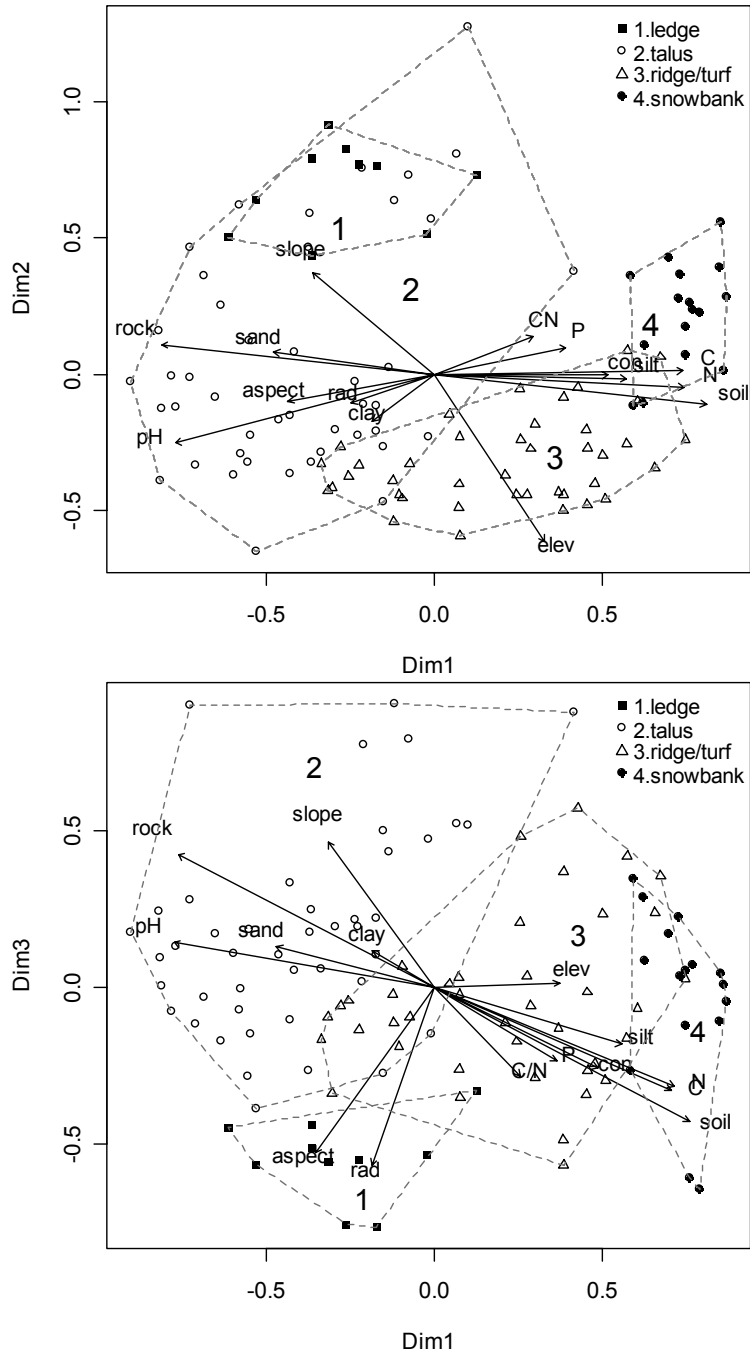 1.ledge
2.talus
3.ridge/turf
4.snowbank
1.0
0.5
0.0
-0.5
Dim2
1
slope
2
CN
P
rock
sand
4
con
silt
C
N
aspect
rad
clay
soil
pH
3
elev
-0.5
0.0
0.5
Dim1
1.ledge
2.talus
3.ridge/turf
4.snowbank
0.5
0.0
-0.5
Dim3
2
slope
rock
pH
sand
clay
3
elev
silt
4
P
con
C/N
N
C
soil
aspect
rad
1
-0.5
0.0
0.5
Dim1